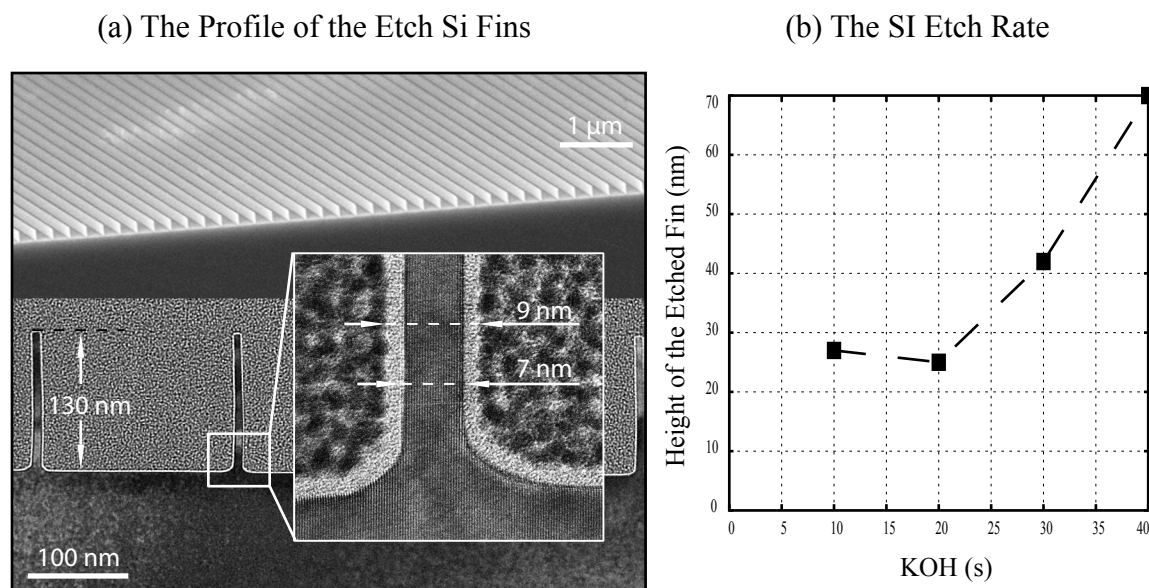 (a) The Profile of the Etch Si Fins
1 μm
9 nm
7 nm
130 nm
100 nm
(b) The SI Etch Rate
Height of the Etched Fin (nm)
70
60
50
40
30
20
10
0
0 5 10 15 20 25 30 35 40
KOH (s)